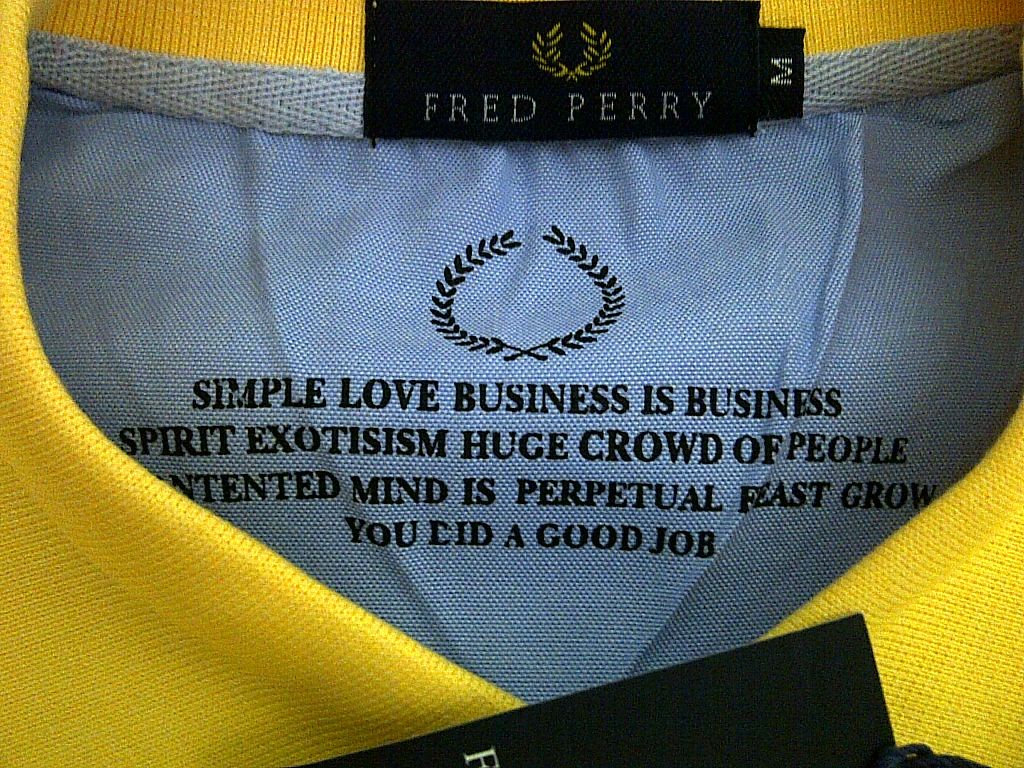 FRED PERRY
M
SIMPLE LOVE BUSINESS IS BUSINESS
SPIRIT EXOTISISM HUGE CROWD OF PEOPLE
NTENTED MIND IS PERPETUAL FEAST GROW
YOU DID A GOOD JOB
F